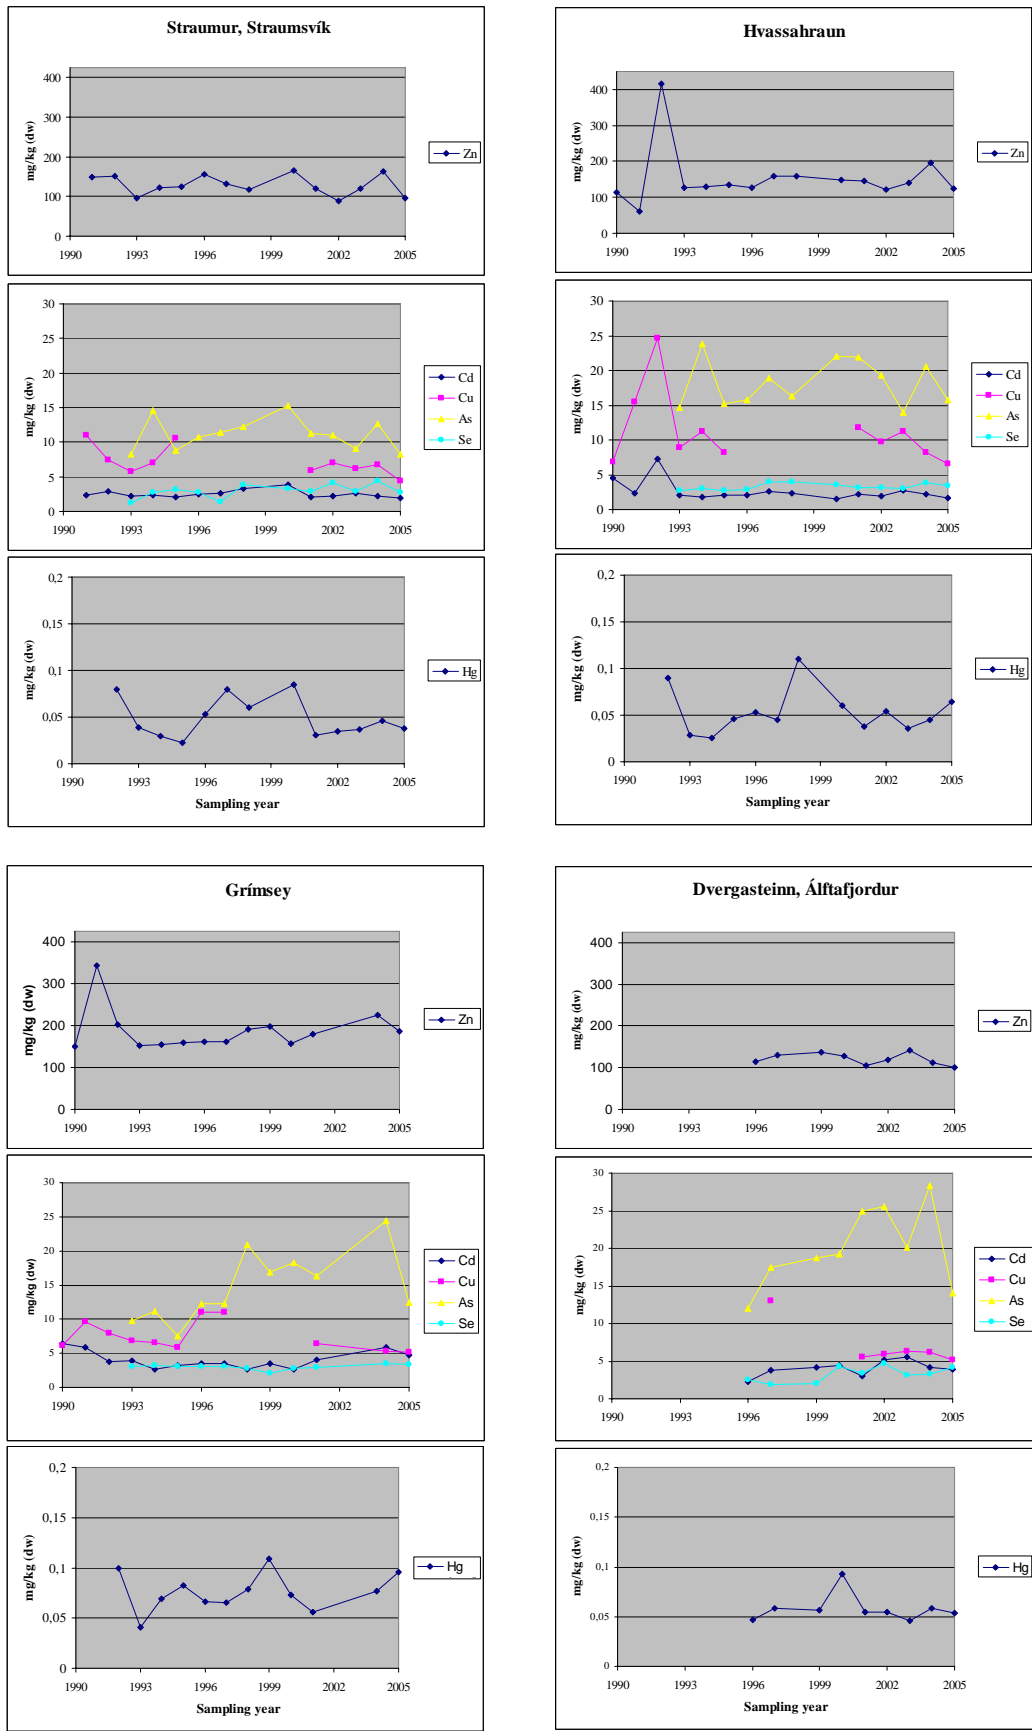 Straumur, Straumsvík
400
300
200
100
0
mg/kg (dw)
1990 1993 1996 1999 2002 2005
Zn
30
25
20
15
10
5
0
mg/kg (dw)
1990 1993 1996 1999 2002 2005
Cd
Cu
As
Se
0,2
0,15
0,1
0,05
0
mg/kg (dw)
1990 1993 1996 1999 2002 2005
Sampling year
Hg
Hvassahraun
400
300
200
100
0
mg/kg (dw)
1990 1993 1996 1999 2002 2005
Zn
30
25
20
15
10
5
0
mg/kg (dw)
1990 1993 1996 1999 2002 2005
Cd
Cu
As
Se
0,2
0,15
0,1
0,05
0
mg/kg (dw)
1990 1993 1996 1999 2002 2005
Sampling year
Hg
Grímsey
400
300
200
100
0
mg/kg (dw)
1990 1993 1996 1999 2002 2005
Zn
30
25
20
15
10
5
0
mg/kg (dw)
1990 1993 1996 1999 2002 2005
Cd
Cu
As
Se
0,2
0,15
0,1
0,05
0
mg/kg (dw)
1990 1993 1996 1999 2002 2005
Sampling year
Hg
Dvergasteinn, Álftafjordur
400
300
200
100
0
mg/kg (dw)
1990 1993 1996 1999 2002 2005
Zn
30
25
20
15
10
5
0
mg/kg (dw)
1990 1993 1996 1999 2002 2005
Cd
Cu
As
Se
0,2
0,15
0,1
0,05
0
mg/kg (dw)
1990 1993 1996 1999 2002 2005
Sampling year
Hg